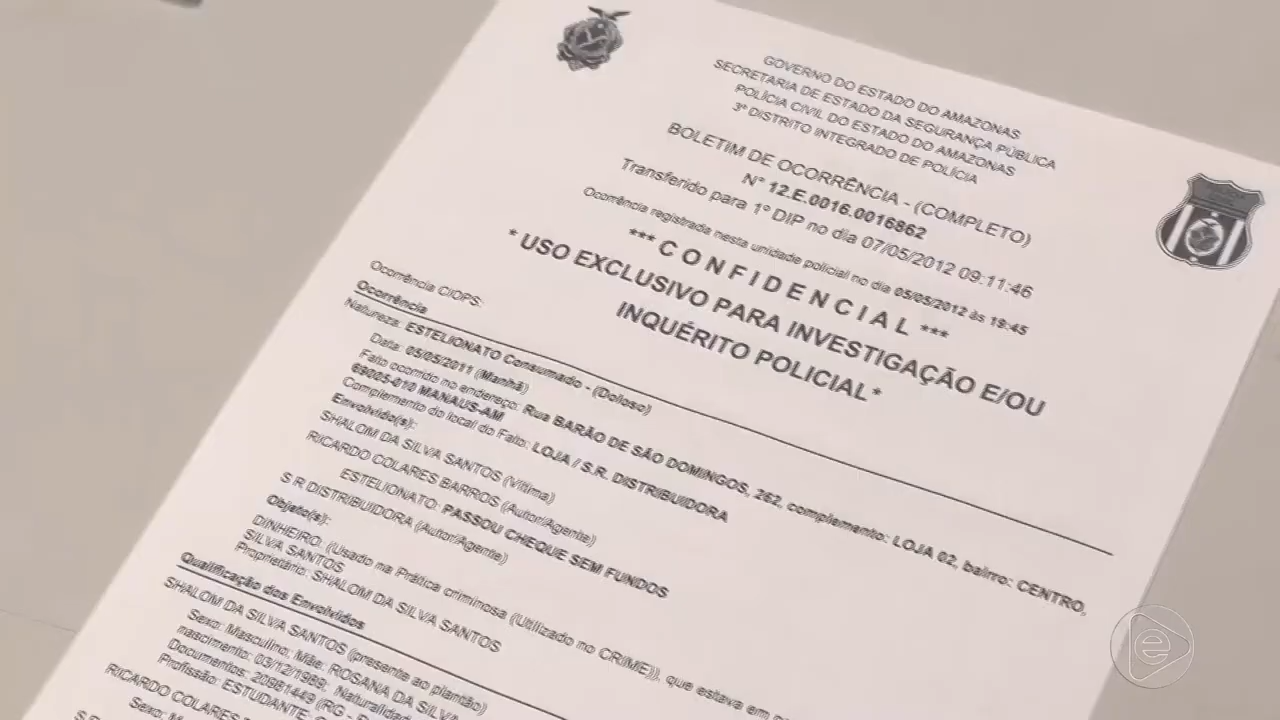 GOVERNO DO ESTADO DO AMAZONAS
SECRETARIA DE ESTADO DA SEGURANÇA PÚBLICA
POLÍCIA CIVIL DO ESTADO DO AMAZONAS
3º DISTRITO INTEGRADO DE POLÍCIA
BOLETIM DE OCORRÊNCIA - (COMPLETO)
N° 12.E.0016.0016862
Transferido para 1º DIP no dia 07/05/2012 09:11:46
Ocorrência registrada nesta unidade policial no dia 05/05/2012 às 19:45
*** C O N F I D E N C I A L ***
* USO EXCLUSIVO PARA INVESTIGAÇÃO E/OU
INQUÉRITO POLICIAL *
Ocorrência CIOPS:
Ocorrência
Natureza: ESTELIONATO Consumado - (Doloso)
Data: 05/05/2011 (Manhã)
Fato ocorrido no endereço: Rua BARÃO DE SÃO DOMINGOS, 262, complemento: LOJA 02, bairro: CENTRO,
69005-010 MANAUS-AM
Complemento do local do Fato: LOJA / S.R. DISTRIBUIDORA
Envolvido(s):
SHALOM DA SILVA SANTOS (Vítima)
RICARDO COLARES BARROS (Autor/Agente)
ESTELIONATO: PASSOU CHEQUE SEM FUNDOS
S R DISTRIBUIDORA (Autor/Agente)
Objeto(s):
DINHEIRO: (Usado na Prática criminosa (Utilizado no CRIME)), que estava em
SILVA SANTOS
Proprietário: SHALOM DA SILVA SANTOS
Qualificação dos Envolvidos
SHALOM DA SILVA SANTOS (presente ao plantão)
Sexo: Masculino; Mãe: ROSANA DA SILVA
nascimento: 03/12/1989; Naturalidad
Documentos: 20981449 (RG -
Profissão: ESTUDANTE,
RICARDO COLARES
Sexo: